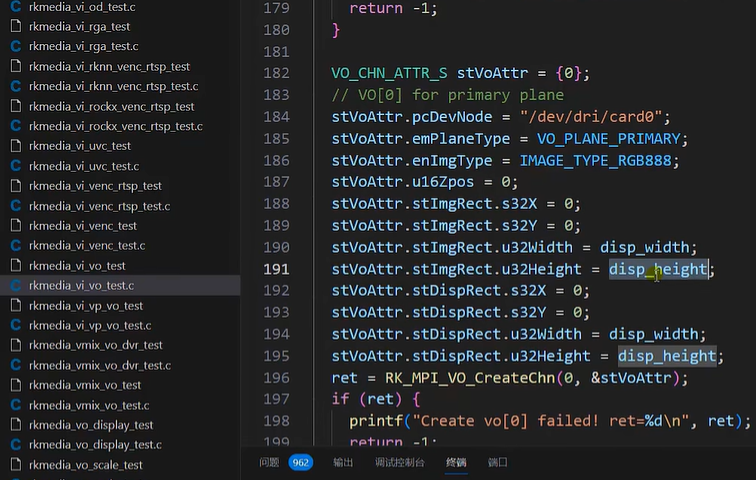 rkmedia_vi_od_test.c
rkmedia_vi_rga_test
rkmedia_vi_rga_test.c
rkmedia_vi_rknn_venc_rtsp_test
rkmedia_vi_rknn_venc_rtsp_test.c
rkmedia_vi_rockx_venc_rtsp_test
rkmedia_vi_rockx_venc_rtsp_test.c
rkmedia_vi_uvc_test
rkmedia_vi_uvc_test.c
rkmedia_vi_venc_rtsp_test
rkmedia_vi_venc_rtsp_test.c
rkmedia_vi_venc_test
rkmedia_vi_venc_test.c
rkmedia_vi_vo_test
rkmedia_vi_vo_test.c
rkmedia_vi_vp_vo_test
rkmedia_vi_vp_vo_test.c
rkmedia_vmix_vo_dvr_test
rkmedia_vmix_vo_dvr_test.c
rkmedia_vmix_vo_test
rkmedia_vmix_vo_test.c
rkmedia_vo_display_test
rkmedia_vo_display_test.c
rkmedia_vo_scale_test
179 return -1;
180 }
181
182 VO_CHN_ATTR_S stVoAttr = {0};
183 // VO[0] for primary plane
184 stVoAttr.pcDevNode = "/dev/dri/card0";
185 stVoAttr.emPlaneType = VO_PLANE_PRIMARY;
186 stVoAttr.enImgType = IMAGE_TYPE_RGB888;
187 stVoAttr.u16Zpos = 0;
188 stVoAttr.stImgRect.s32X = 0;
189 stVoAttr.stImgRect.s32Y = 0;
190 stVoAttr.stImgRect.u32Width = disp_width;
191 stVoAttr.stImgRect.u32Height = disp_height;
192 stVoAttr.stDispRect.s32X = 0;
193 stVoAttr.stDispRect.s32Y = 0;
194 stVoAttr.stDispRect.u32Width = disp_width;
195 stVoAttr.stDispRect.u32Height = disp_height;
196 ret = RK_MPI_VO_CreateChn(0, &stVoAttr);
197 if (ret) {
198 printf("Create vo[0] failed! ret=%d\n", ret);
199 return -1;
问题 962 输出 调试控制台 终端 端口